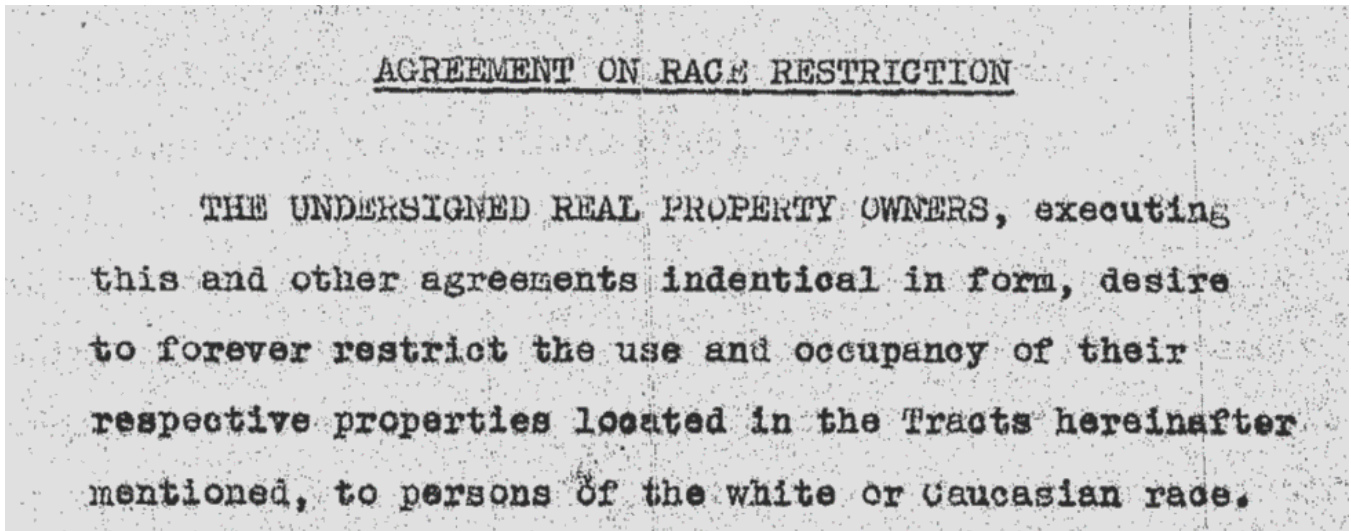 AGREEMENT ON RACE RESTRICTION
THE UNDERSIGNED REAL PROPERTY OWNERS, executing
this and other agreements indentical in form, desire
to forever restrict the use and occupancy of their
respective properties located in the Tracts hereinafter
mentioned, to persons of the white or Caucasian race.